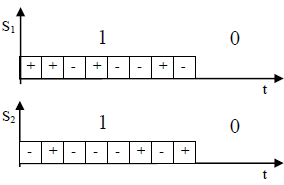 S₁
1 0
+ + - + - - + -
t
S₂
1 0
- + - - - + - +
t